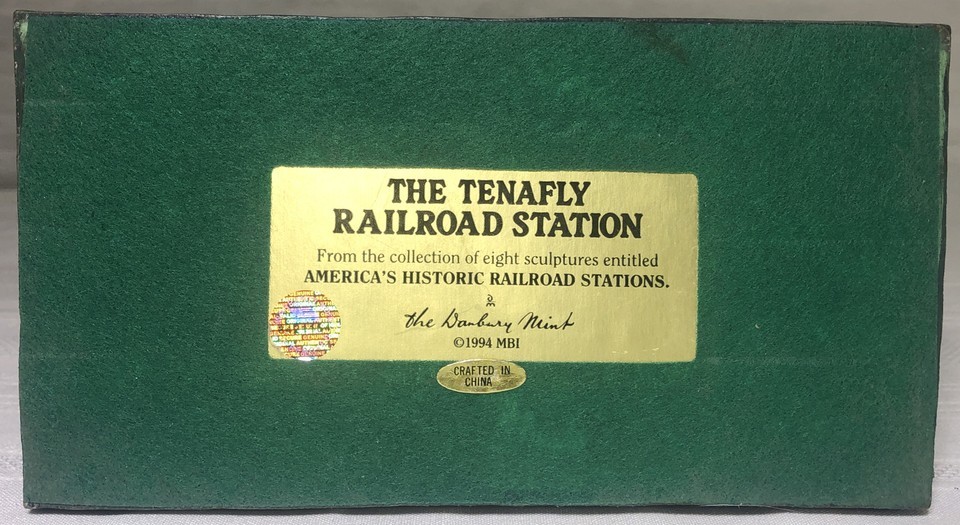 THE TENAFLY
RAILROAD STATION
From the collection of eight sculptures entitled
AMERICA'S HISTORIC RAILROAD STATIONS.
the Danbury Mint
©1994 MBI
CRAFTED IN
CHINA